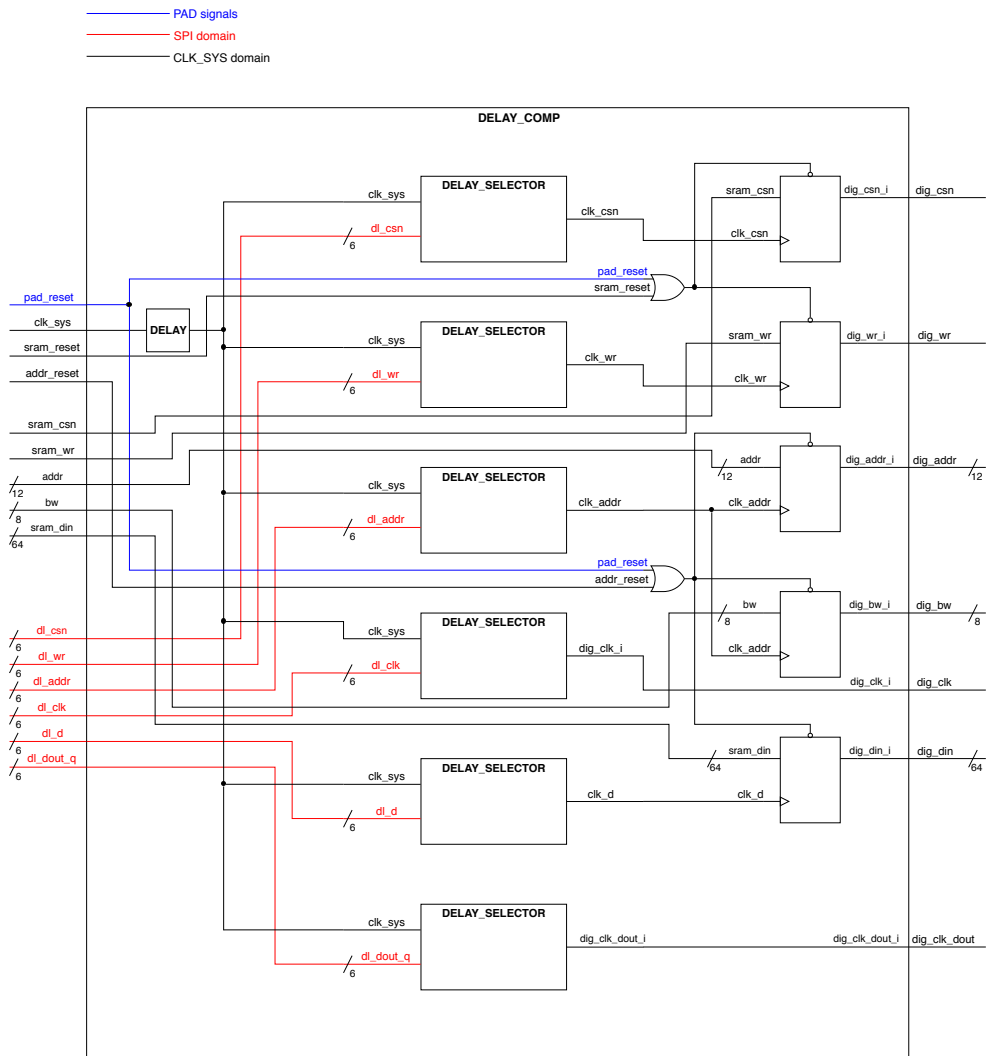 PAD signals
SPI domain
CLK_SYS domain
DELAY_COMP
DELAY_SELECTOR
clk_sys
dl_csn
6
clk_csn
sram_csn
clk_csn
dig_csn_i
dig_csn
pad_reset
sram_reset
pad_reset
clk_sys
sram_reset
addr_reset
DELAY
DELAY_SELECTOR
clk_sys
dl_wr
6
clk_wr
sram_wr
clk_wr
dig_wr_i
dig_wr
sram_csn
sram_wr
addr
12
bw
8
sram_din
64
DELAY_SELECTOR
clk_sys
dl_addr
6
clk_addr
addr
12
clk_addr
dig_addr_i
dig_addr
12
pad_reset
addr_reset
bw
8
clk_addr
dig_bw_i
dig_bw
8
dl_csn
6
dl_wr
6
dl_addr
6
dl_clk
6
dl_d
6
dl_dout_q
6
DELAY_SELECTOR
clk_sys
dl_clk
6
dig_clk_i
dig_clk_i
dig_clk
DELAY_SELECTOR
clk_sys
dl_d
6
clk_d
sram_din
64
clk_d
dig_din_i
dig_din
64
DELAY_SELECTOR
clk_sys
dl_dout_q
6
dig_clk_dout_i
dig_clk_dout_i
dig_clk_dout